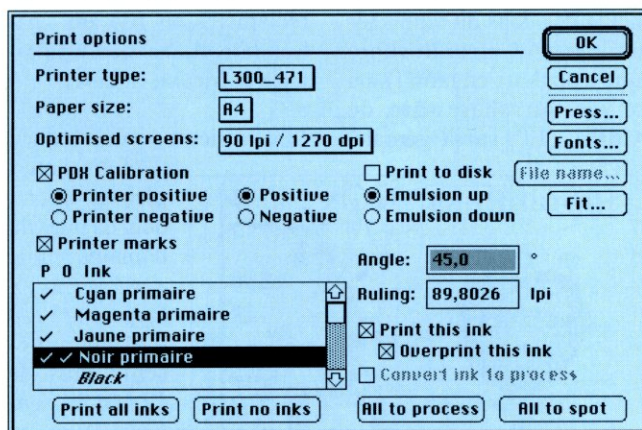 Print options
OK
Printer type: L300_471
Cancel
Paper size: A4
Press...
Optimised screens: 90 lpi / 1270 dpi
Fonts...
PDX Calibration
Print to disk
File name...
Printer positive
Positive
Emulsion up
Fit...
Printer negative
Negative
Emulsion down
Printer marks
P O Ink
Angle: 45,0 °
✓ Cyan primaire
Ruling: 89,8026 lpi
✓ Magenta primaire
✓ Jaune primaire
Print this ink
✓ ✓ Noir primaire
Overprint this ink
Black
Convert ink to process
Print all inks
Print no inks
All to process
All to spot